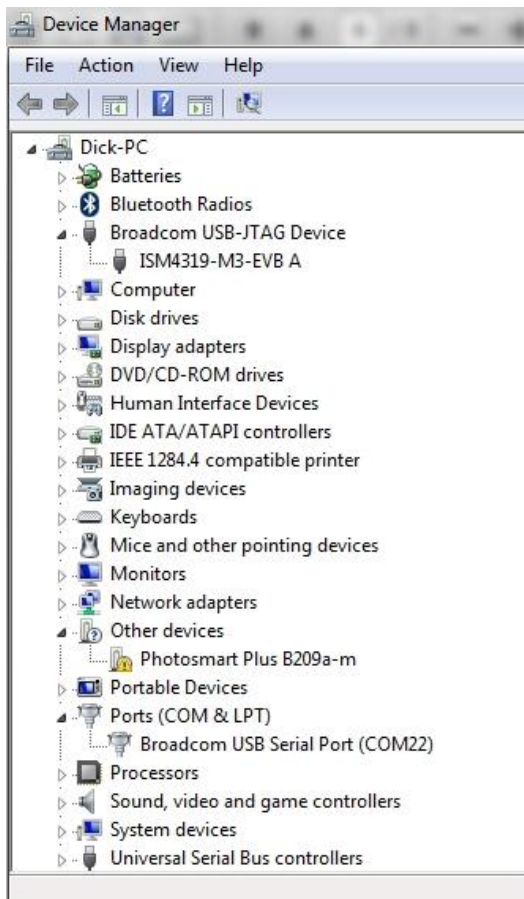 Device Manager
File Action View Help
Dick-PC
Batteries
Bluetooth Radios
Broadcom USB-JTAG Device
ISM4319-M3-EVB A
Computer
Disk drives
Display adapters
DVD/CD-ROM drives
Human Interface Devices
IDE ATA/ATAPI controllers
IEEE 1284.4 compatible printer
Imaging devices
Keyboards
Mice and other pointing devices
Monitors
Network adapters
Other devices
Photosmart Plus B209a-m
Portable Devices
Ports (COM & LPT)
Broadcom USB Serial Port (COM22)
Processors
Sound, video and game controllers
System devices
Universal Serial Bus controllers